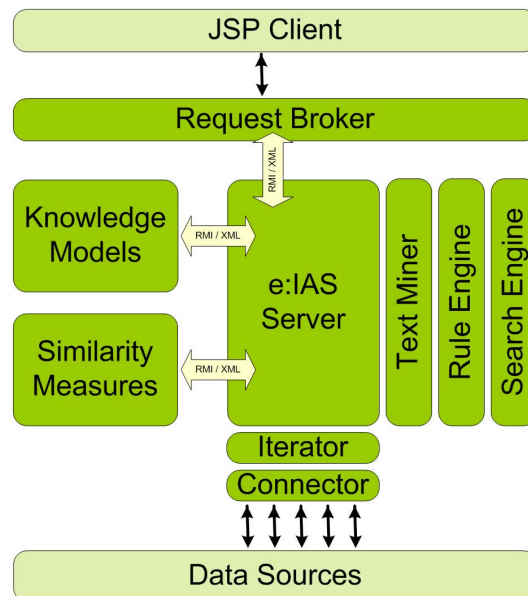 JSP Client
Request Broker
RMI / XML
Knowledge
Models
RMI / XML
e:IAS
Server
Similarity
Measures
RMI / XML
Text Miner
Rule Engine
Search Engine
Iterator
Connector
Data Sources